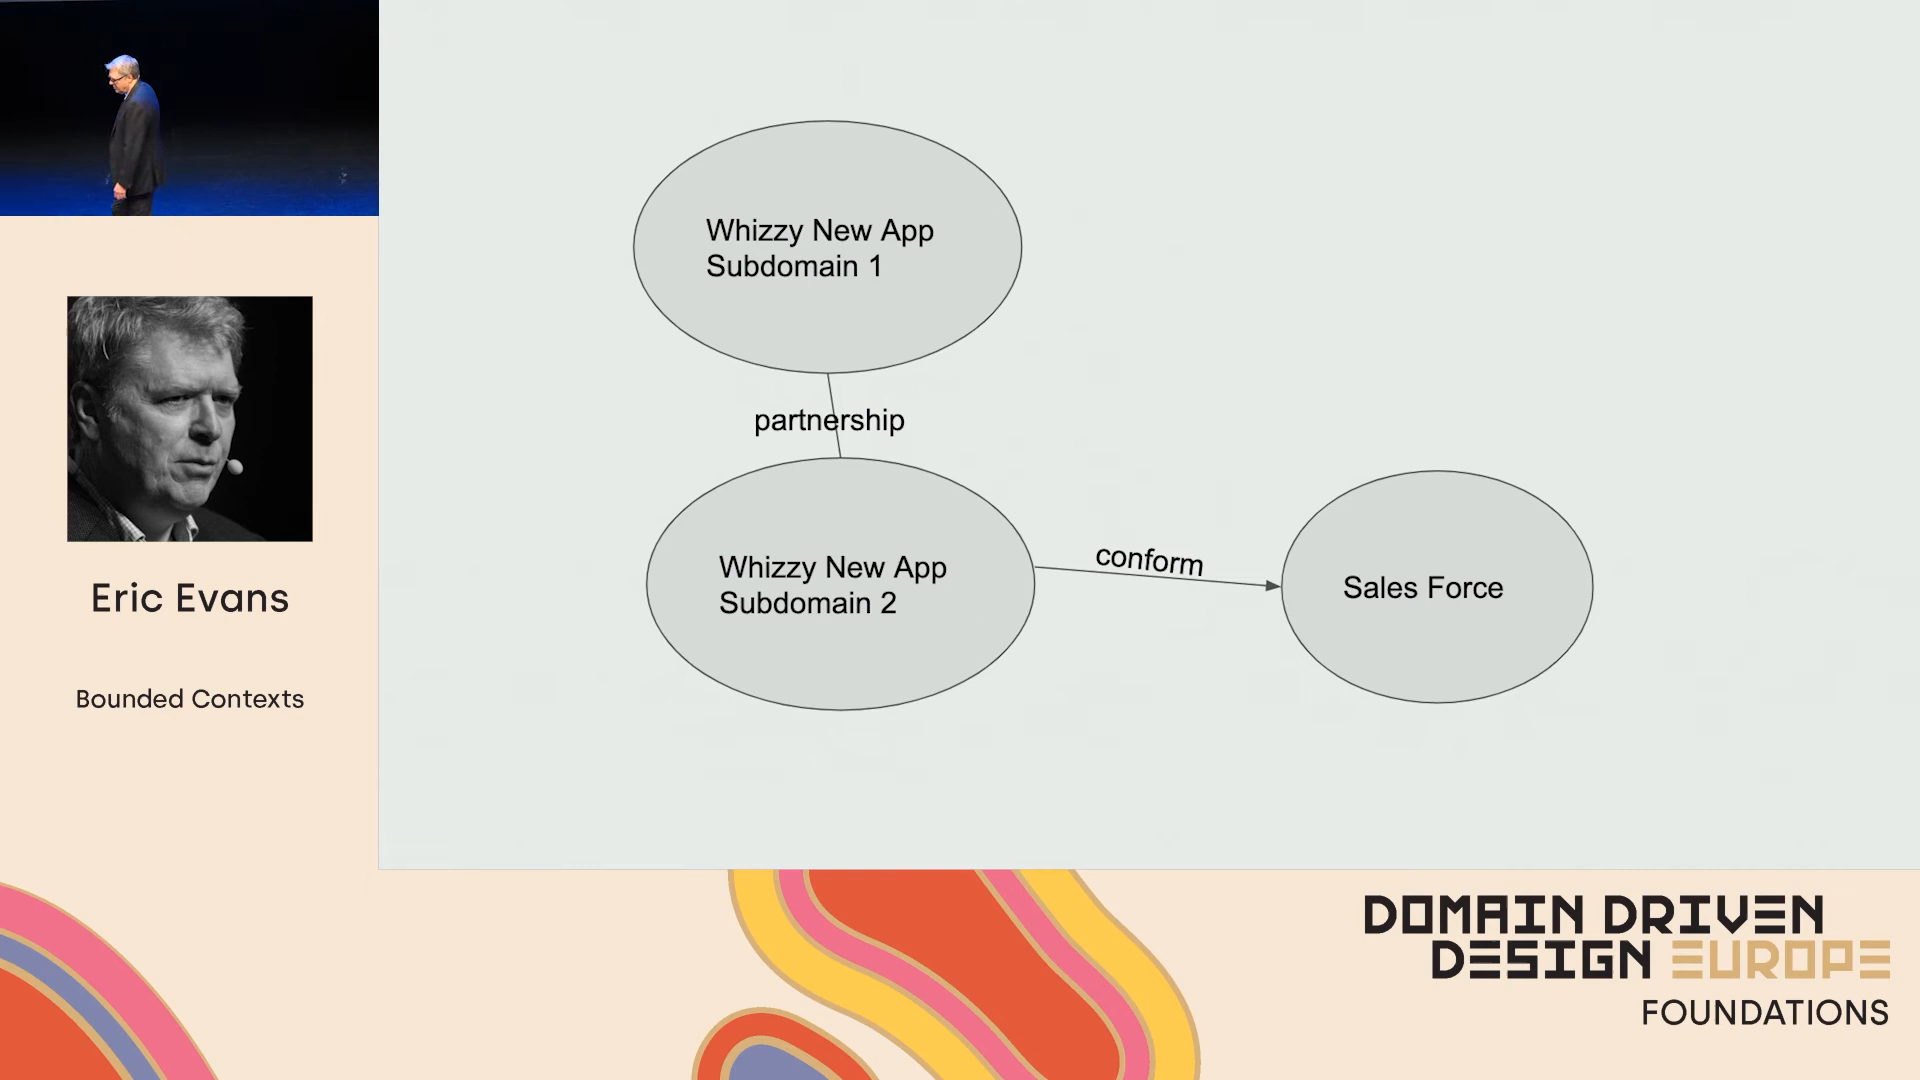 Whizzy New App
Subdomain 1
partnership
Whizzy New App
Subdomain 2
conform
Sales Force
Eric Evans
Bounded Contexts
DOMAIN DRIVEN
DESIGN EUROPE
FOUNDATIONS